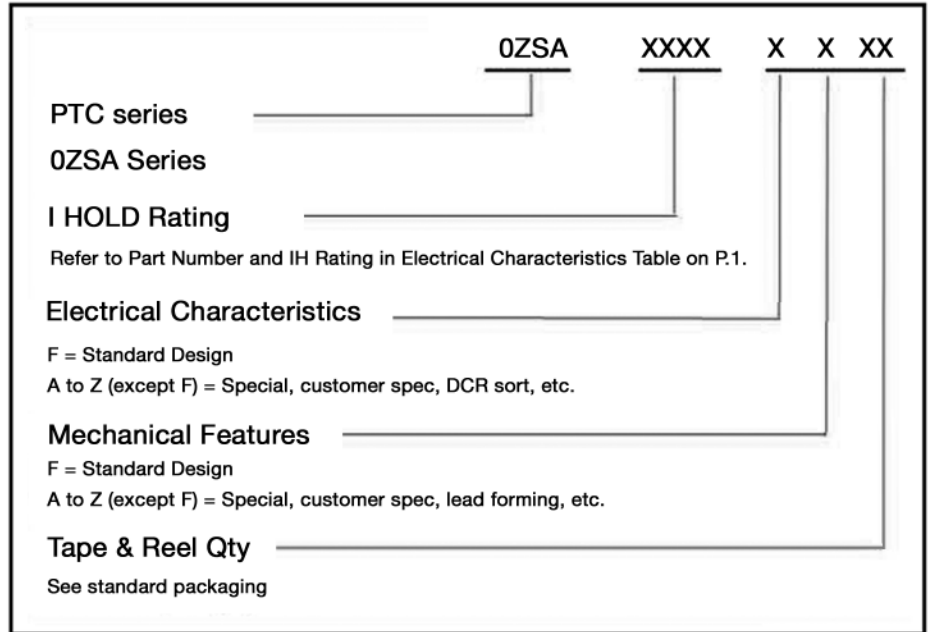 0ZSA XXXX X X XX
PTC series
0ZSA Series
I HOLD Rating
Refer to Part Number and IH Rating in Electrical Characteristics Table on P.1.
Electrical Characteristics
F = Standard Design
A to Z (except F) = Special, customer spec, DCR sort, etc.
Mechanical Features
F = Standard Design
A to Z (except F) = Special, customer spec, lead forming, etc.
Tape & Reel Qty
See standard packaging